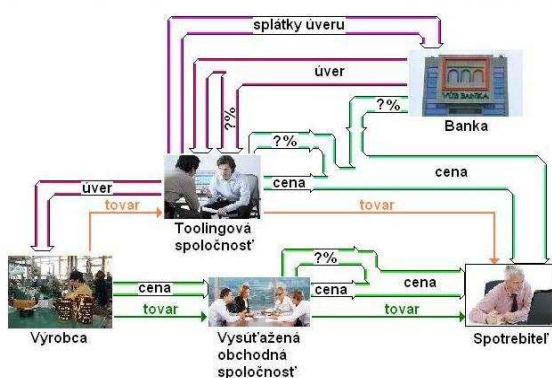 splátky úveru
úver
?%
?%
VÚB BANKA
Banka
?%
cena
cena
úver
tovar
Toolingová
spoločnosť
tovar
?%
cena
cena
cena
tovar
tovar
Výrobca
Vysúťažená
obchodná
spoločnosť
Spotrebiteľ